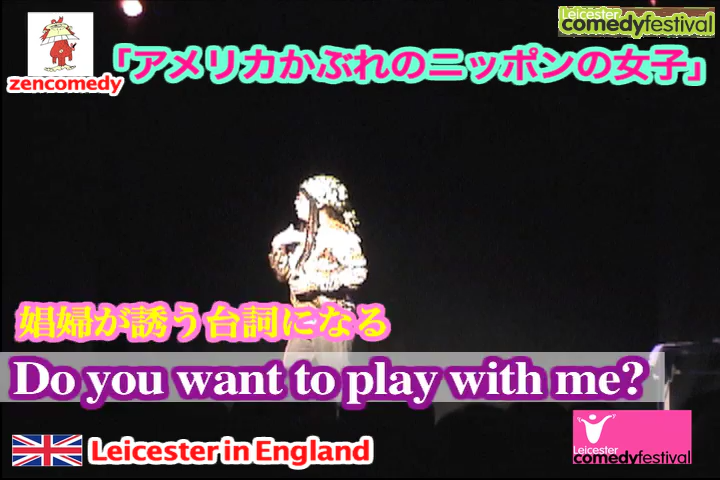 Leicester
comedyfestival
zencomedy
「アメリカかぶれのニッポンの女子」
娼婦が誘う台詞になる
Do you want to play with me?
Leicester in England
Leicester
comedyfestival